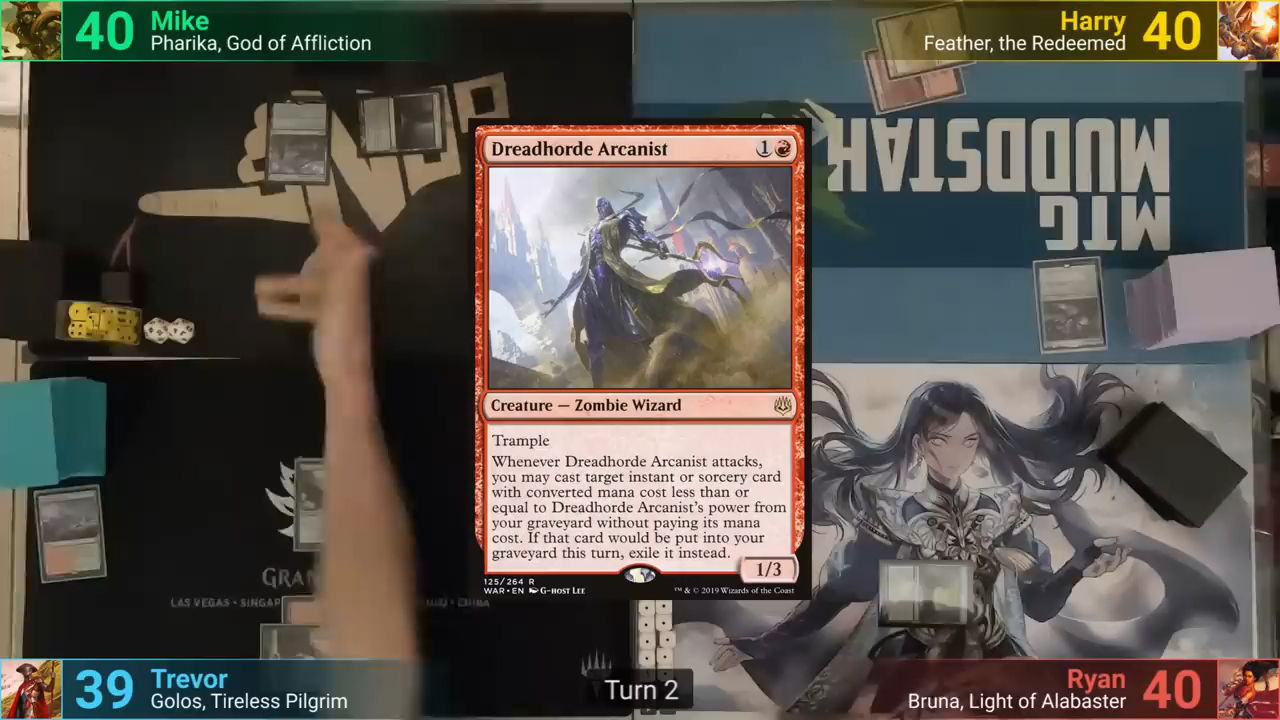 40 Mike
Pharika, God of Affliction
Harry 40
Feather, the Redeemed
Dreadhorde Arcanist 1
MTG
MUDDSTAH
Creature — Zombie Wizard
Trample
Whenever Dreadhorde Arcanist attacks,
you may cast target instant or sorcery card
with converted mana cost less than or
equal to Dreadhorde Arcanist's power from
your graveyard without paying its mana
cost. If that card would be put into your
graveyard this turn, exile it instead.
1/3
125/264 R
WAR • EN G-host Lee
™ & © 2019 Wizards of the Coast
39 Trevor
Golos, Tireless Pilgrim
Turn 2
Ryan 40
Bruna, Light of Alabaster